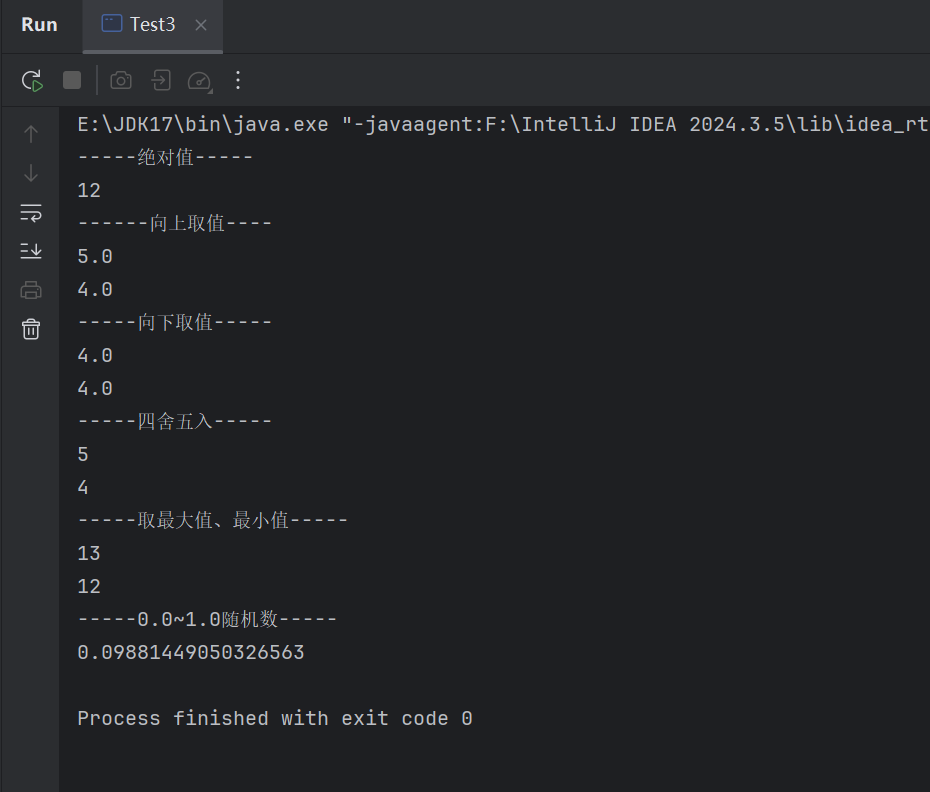 Run Test3
E:\JDK17\bin\java.exe "-javaagent:F:\IntelliJ IDEA 2024.3.5\lib\idea_rt
-----绝对值-----
12
------向上取值----
5.0
4.0
-----向下取值-----
4.0
4.0
-----四舍五入-----
5
4
-----取最大值、最小值-----
13
12
-----0.0~1.0随机数-----
0.09881449050326563
Process finished with exit code 0